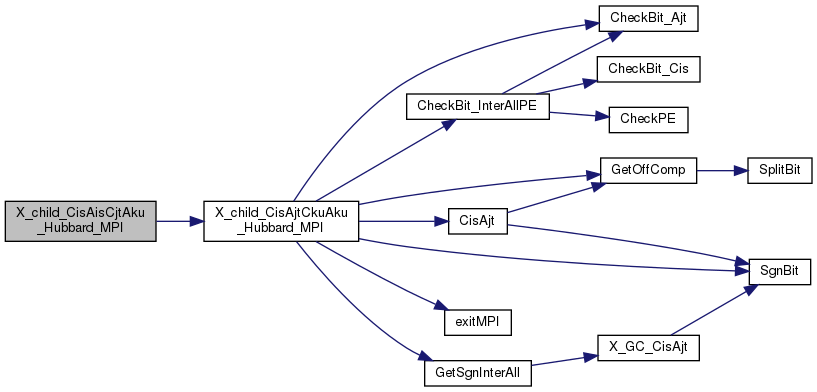 X_child_CisAisCjtAku
_Hubbard_MPI
X_child_CisAjtCkuAku
_Hubbard_MPI
CheckBit_Ajt
CheckBit_InterAllPE
CheckBit_Cis
CheckPE
GetOffComp
SplitBit
CisAjt
SgnBit
exitMPI
X_GC_CisAjt
GetSgnInterAll